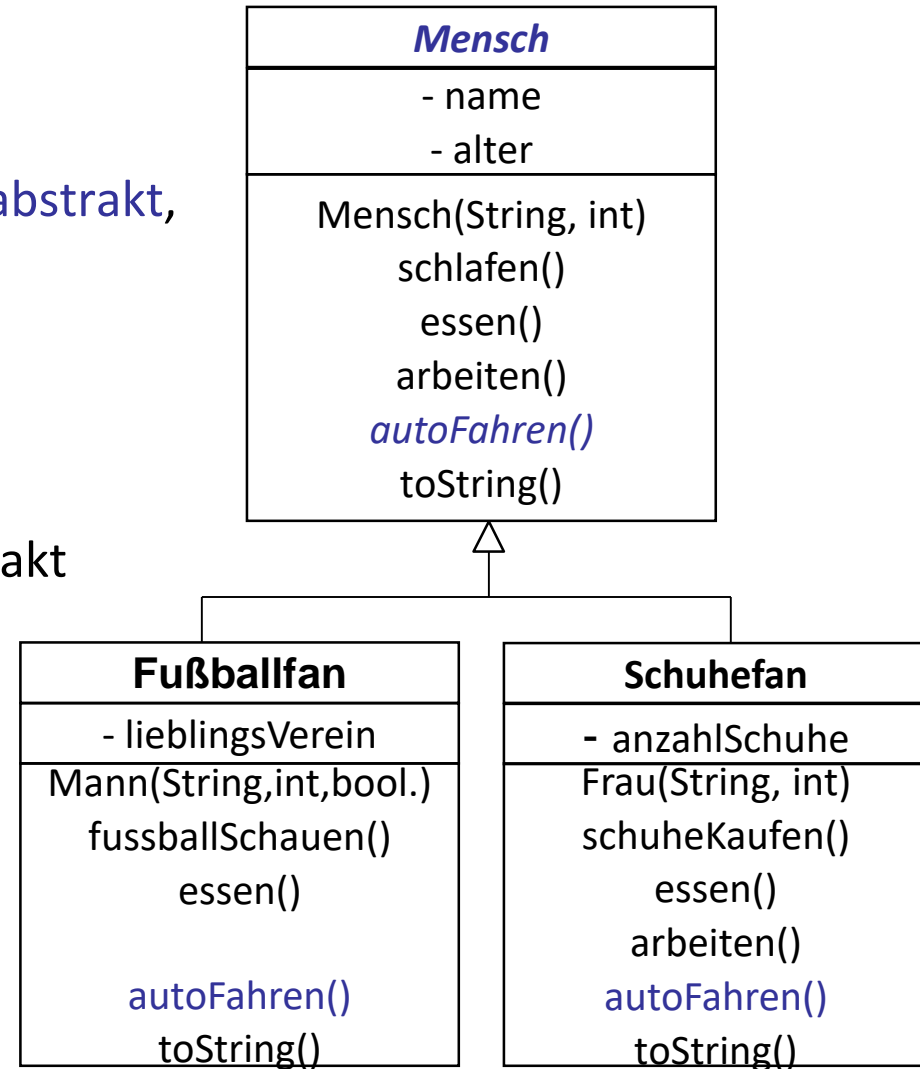 Mensch
- name
- alter
abstrakt,
Mensch(String, int)
schlafen()
essen()
arbeiten()
autoFahren()
toString()
akt
Fußballfan
- lieblingsVerein
Mann(String,int,bool.)
fussballSchauen()
essen()
autoFahren()
toString()
Schuhefan
- anzahlSchuhe
Frau(String, int)
schuheKaufen()
essen()
arbeiten()
autoFahren()
toString()